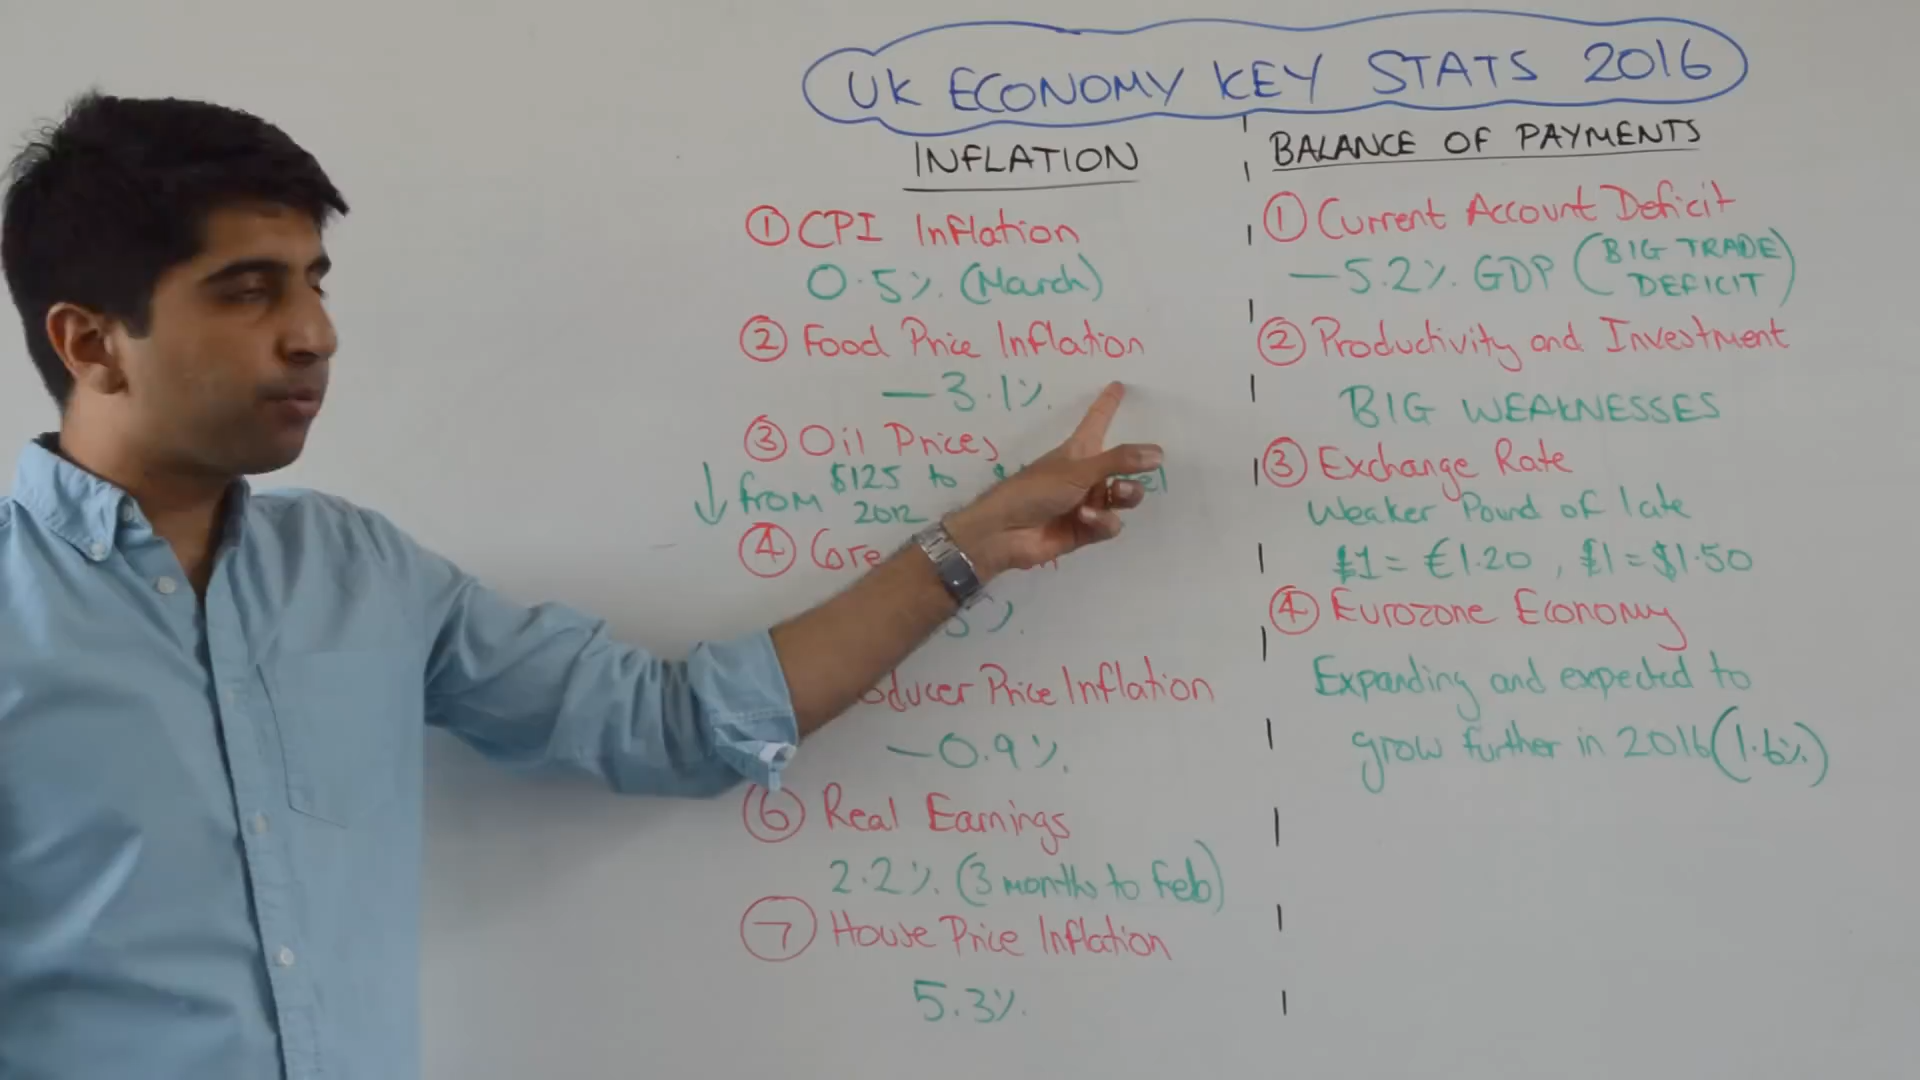 UK ECONOMY KEY STATS 2016
INFLATION
① CPI Inflation
0.5% (March)
② Food Price Inflation
-3.1%
③ Oil Prices
↓ from $125 to
2012
④ Core
Price Inflation
-0.9%
⑥ Real Earnings
2.2% (3 months to Feb)
⑦ House Price Inflation
5.3%
BALANCE OF PAYMENTS
① Current Account Deficit
-5.2% GDP (BIG TRADE
DEFICIT)
② Productivity and Investment
BIG WEAKNESSES
③ Exchange Rate
Weaker Pound of late
£1 = €1.20, £1 = $1.50
④ Eurozone Economy
Expanding and expected to
grow further in 2016 (1.6%)